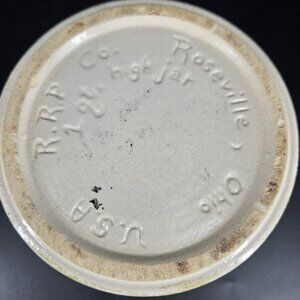 R.R.P. Co. Roseville, Ohio
1 qt. high jar
U.S.A